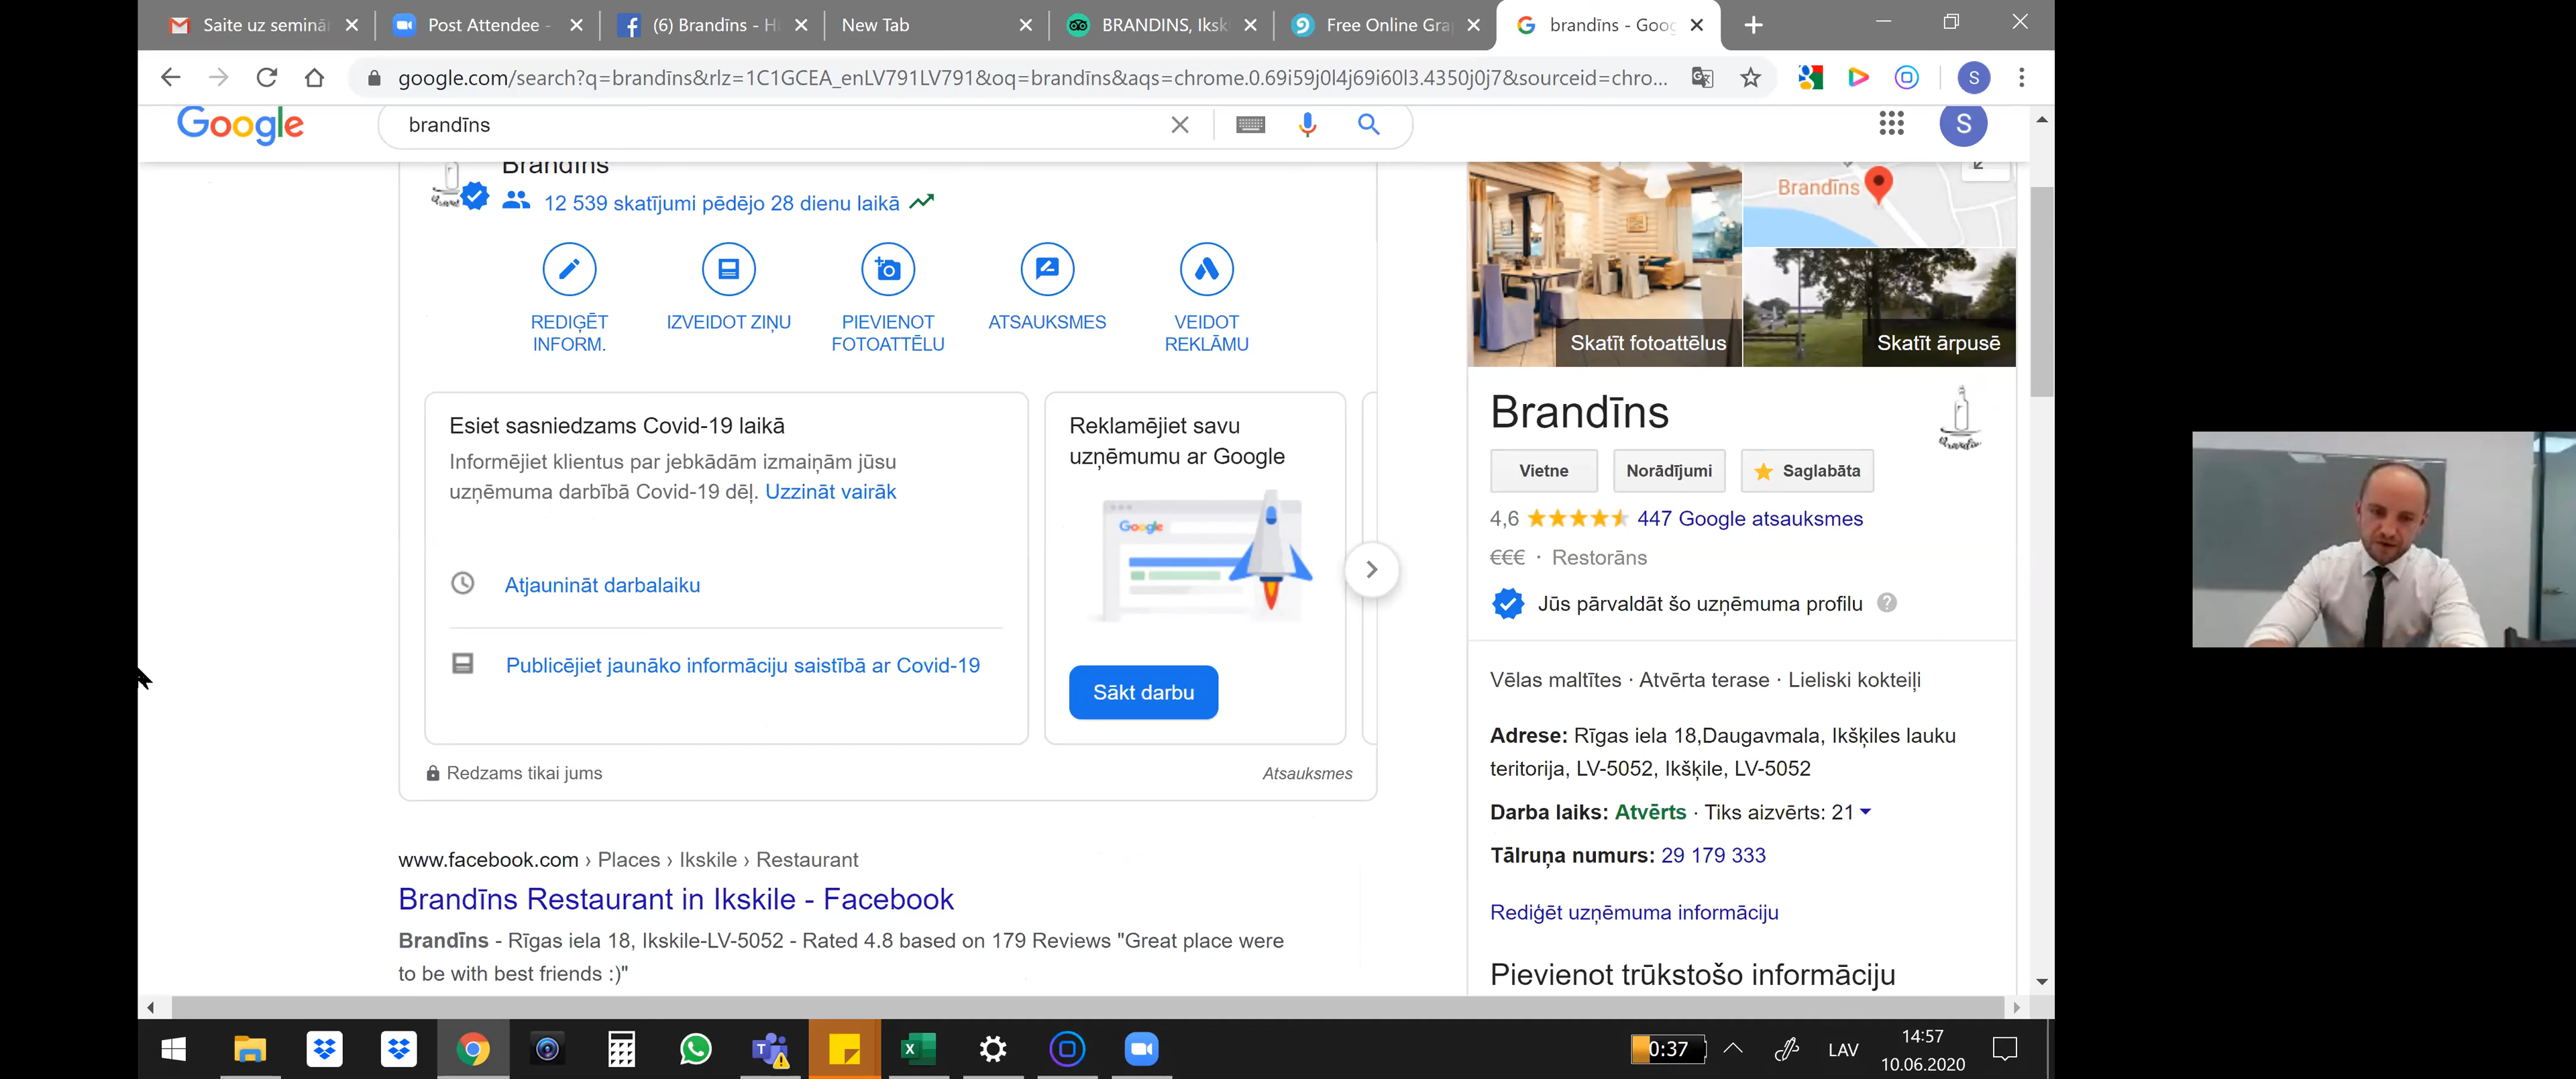 Saite uz semina
Post Attendee -
(6) Brandīns - H
New Tab
BRANDINS, Iksk
Free Online Gra
brandīns - Goog
google.com/search?q=brandīns&rlz=1C1GCEA_enLV791LV791&oq=brandīns&aqs=chrome.0.69i59j0l4j69i60l3.4350j0j7&sourceid=chro...
S
Google
brandīns
S
Brandīns
12 539 skatījumi pēdējo 28 dienu laikā
REDIĢĒT
INFORM.
IZVEIDOT ZIŅU
PIEVIENOT
FOTOATTĒLU
ATSAUKSMES
VEIDOT
REKLĀMU
Esiet sasniedzams Covid-19 laikā
Informējiet klientus par jebkādām izmaiņām jūsu
uzņēmuma darbībā Covid-19 dēļ. Uzzināt vairāk
Atjaunināt darbalaiku
Publicējiet jaunāko informāciju saistībā ar Covid-19
Reklamējiet savu
uzņēmumu ar Google
Google
Sākt darbu
Redzams tikai jums
Atsauksmes
www.facebook.com › Places › Ikskile › Restaurant
Brandīns Restaurant in Ikskile - Facebook
Brandīns - Rīgas iela 18, Ikskile-LV-5052 - Rated 4.8 based on 179 Reviews "Great place were
to be with best friends :)"
Brandīns
Skatīt fotoattēlus
Skatīt ārpusē
Brandīns
Vietne
Norādījumi
Saglabāta
4,6
447 Google atsauksmes
€€€ · Restorāns
Jūs pārvaldāt šo uzņēmuma profilu
Vēlas maltītes · Atvērta terase · Lieliski kokteiļi
Adrese: Rīgas iela 18,Daugavmala, Ikšķiles lauku
teritorija, LV-5052, Ikšķile, LV-5052
Darba laiks: Atvērts · Tiks aizvērts: 21
Tālruņa numurs: 29 179 333
Rediģēt uzņēmuma informāciju
Pievienot trūkstošo informāciju
0:37
LAV
14:57
10.06.2020